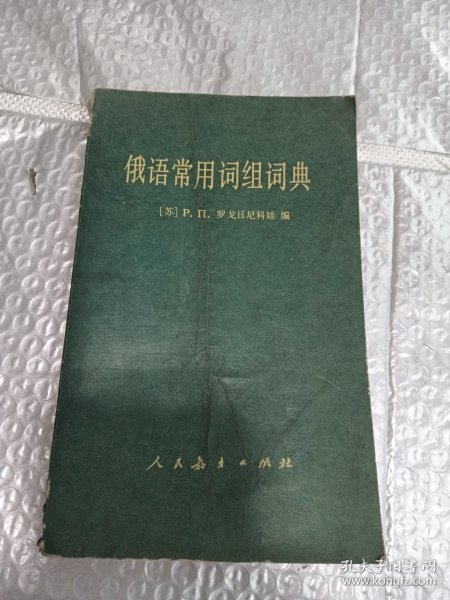 俄语常用词组词典
[苏] Р. П. 罗戈日尼科娃 编
人民教育出版社
孔夫子旧书网
www.kongfz.com